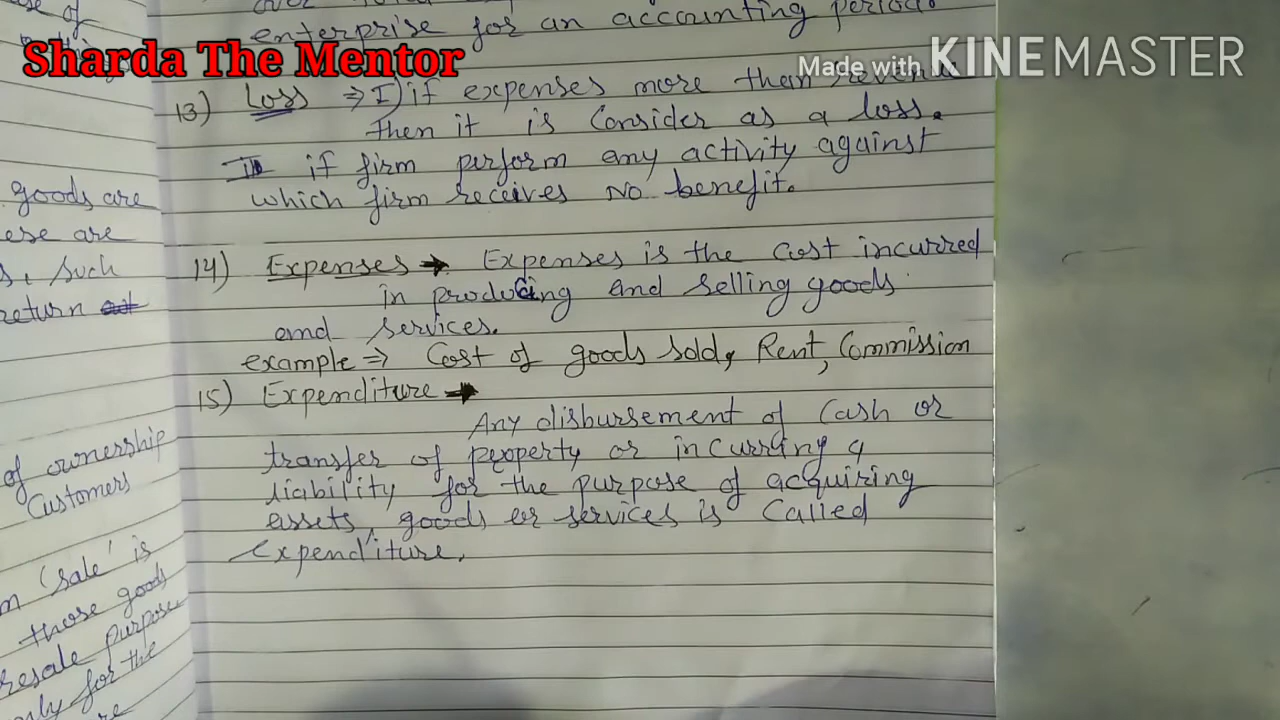 se of
goods are
ese are
s, such
return
of ownership
Customers
m 'sale' is
those goods
resale purpose
only for the
are
enterprise for an accounting period.
Sharda The Mentor
Made with KINEMASTER
13) Loss ⇒ I) if expenses more than revenu
then it is Consider as a loss.
II if firm perform any activity against
which firm receives No benefit.
14) Expenses → Expenses is the cost incurred
in producing and selling goods
and services.
example ⇒ Cost of goods sold, Rent, Commission
15) Expenditure →
Any disbursement of Cash or
transfer of property or incurring a
liability for the purpose of acquiring
assets, goods or services is Called
expenditure.